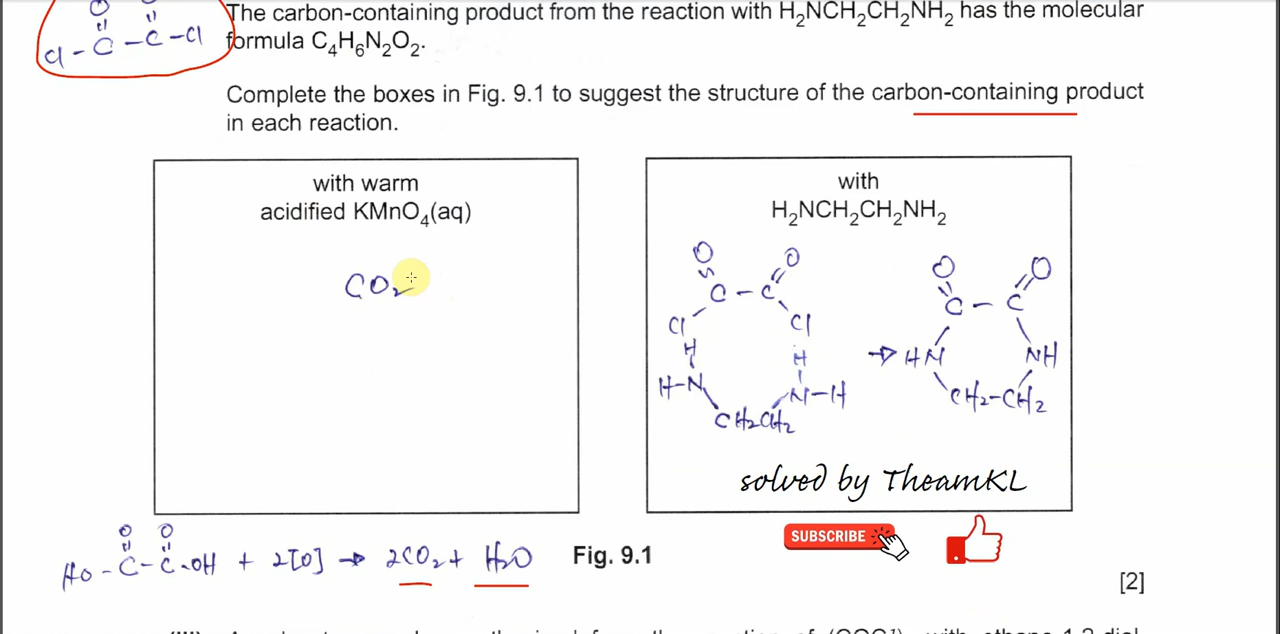 The carbon-containing product from the reaction with H₂NCH₂CH₂NH₂ has the molecular
formula C₄H₆N₂O₂.
O O
Cl - C - C - Cl
Complete the boxes in Fig. 9.1 to suggest the structure of the carbon-containing product
in each reaction.
with warm
acidified KMnO₄(aq)
CO₂
with
H₂NCH₂CH₂NH₂
O O
C - C
Cl Cl
H H
H-N N-H
CH₂CH₂
→
O O
C - C
HN NH
CH₂-CH₂
solved by TheamKL
SUBSCRIBE
O O
HO - C - C - OH + 2[O] → 2CO₂ + H₂O
Fig. 9.1
[2]